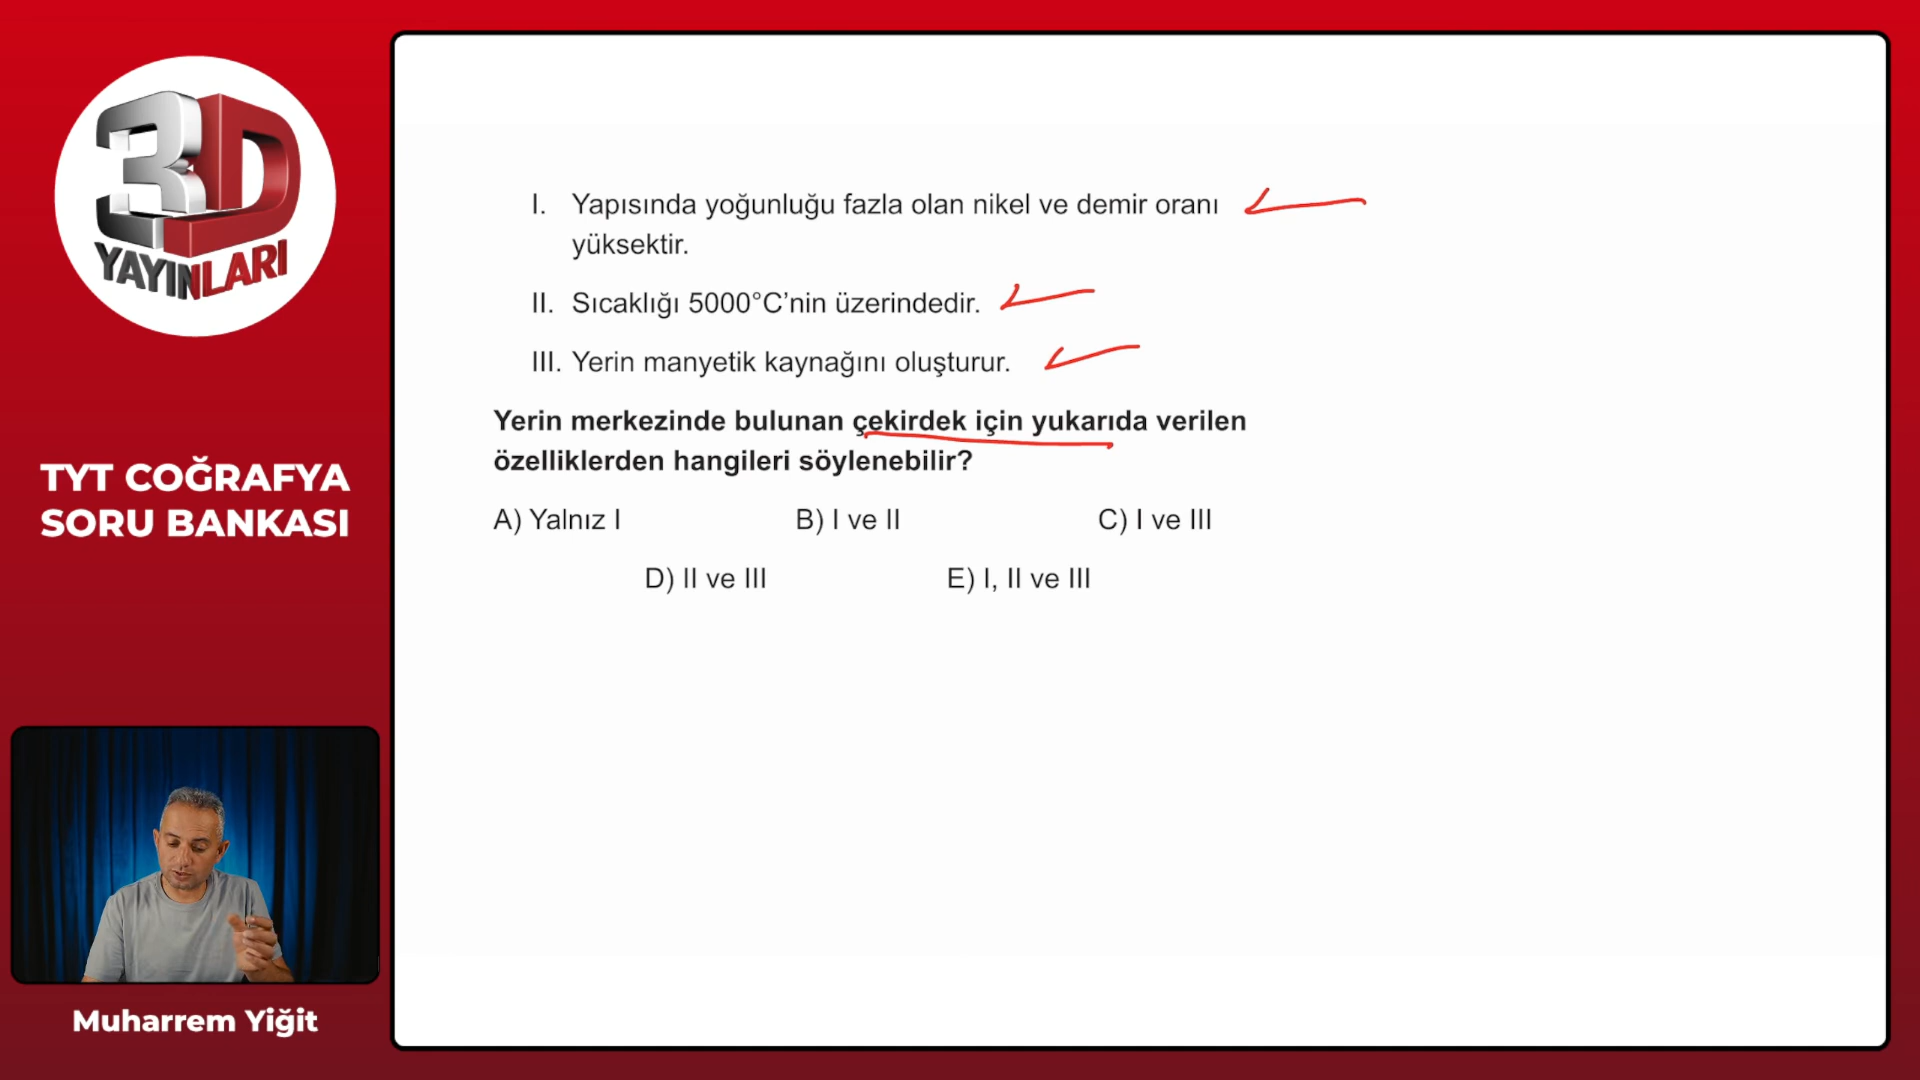 3D
YAYINLARI
TYT COĞRAFYA
SORU BANKASI
Muharrem Yiğit
I. Yapısında yoğunluğu fazla olan nikel ve demir oranı
yüksektir.
II. Sıcaklığı 5000°C’nin üzerindedir.
III. Yerin manyetik kaynağını oluşturur.
Yerin merkezinde bulunan çekirdek için yukarıda verilen
özelliklerden hangileri söylenebilir?
A) Yalnız I B) I ve II C) I ve III
D) II ve III E) I, II ve III